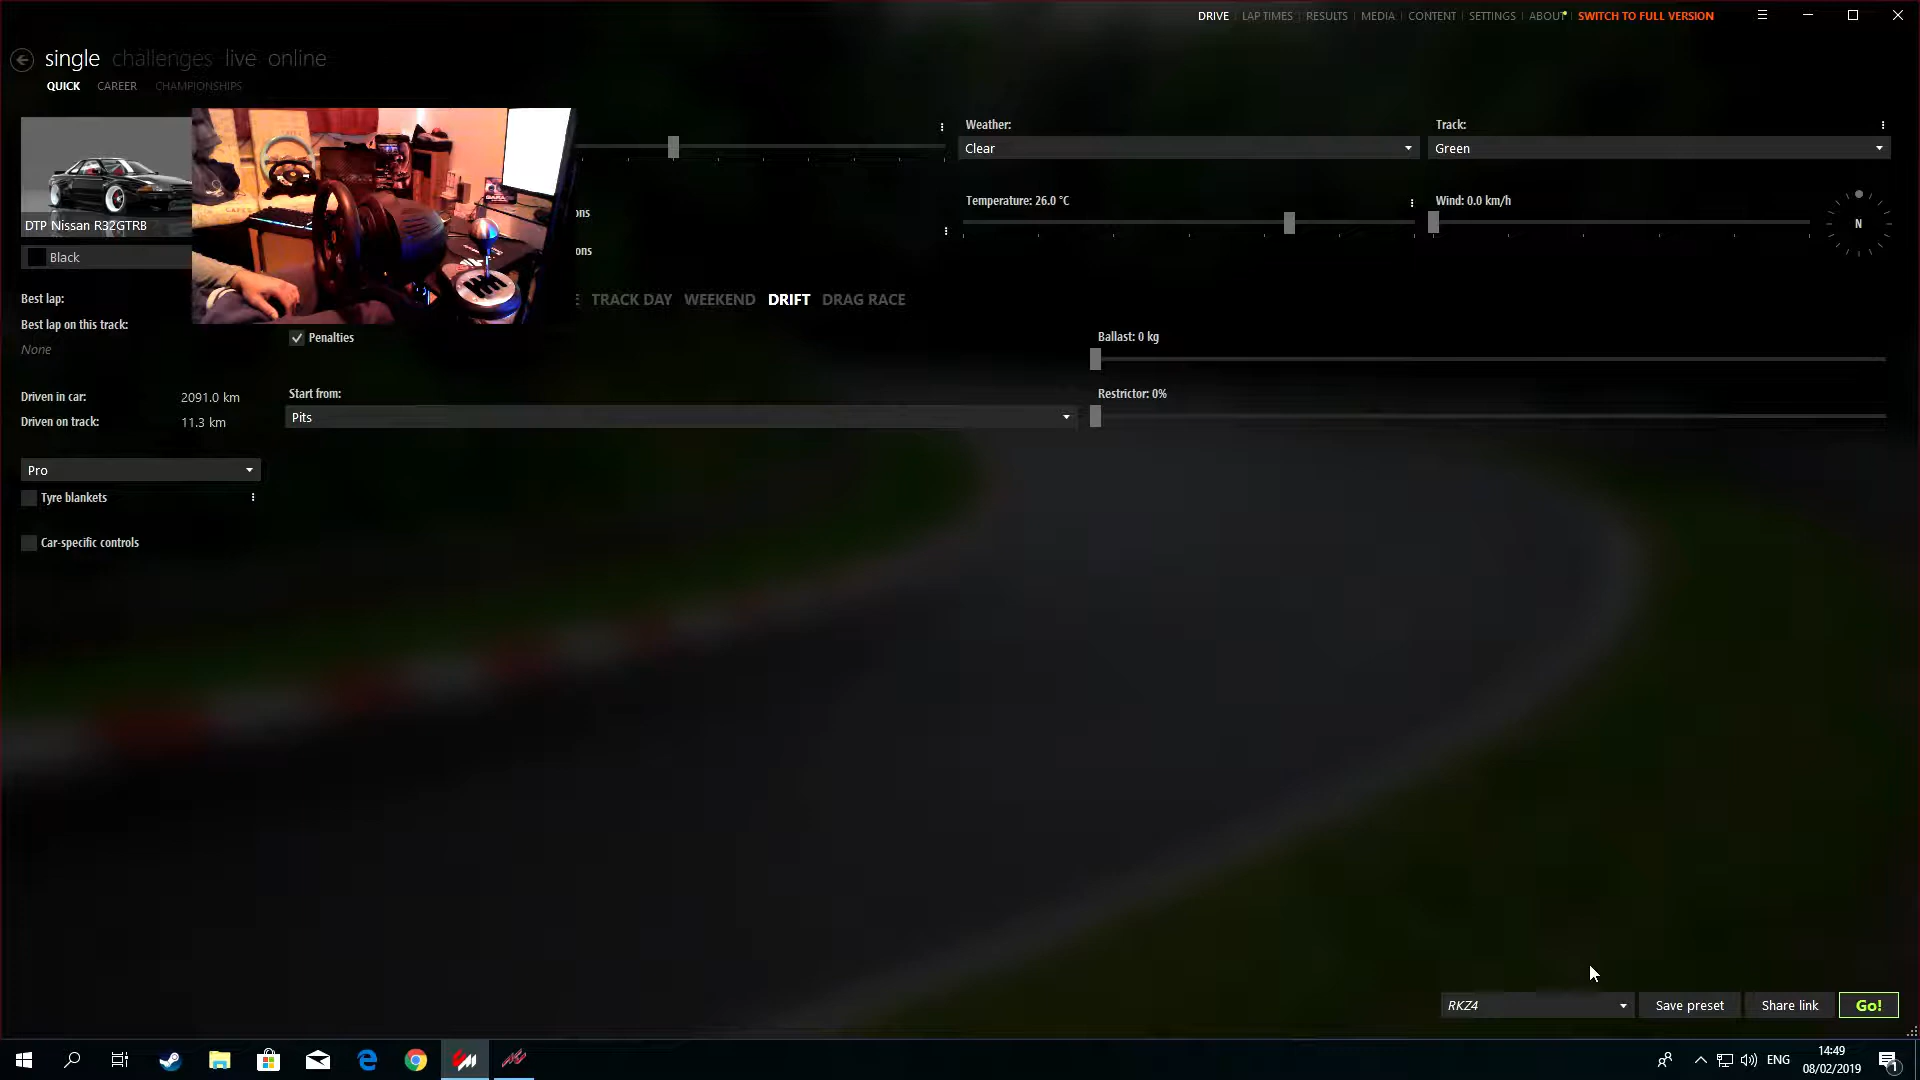 DRIVE LAP TIMES RESULTS MEDIA CONTENT SETTINGS ABOUT SWITCH TO FULL VERSION
single challenges live online
QUICK CAREER CHAMPIONSHIPS
Weather:
Track:
Clear
Green
Temperature: 26.0 °C
Wind: 0.0 km/h
N
DTP Nissan R32GTRB
ons
ons
Black
Best lap:
TRACK DAY WEEKEND DRIFT DRAG RACE
Best lap on this track:
None
Penalties
Ballast: 0 kg
Driven in car: 2091.0 km
Start from:
Restrictor: 0%
Driven on track: 11.3 km
Pits
Pro
Tyre blankets
Car-specific controls
RKZ4
Save preset
Share link
Go!
ENG
14:49
08/02/2019
1